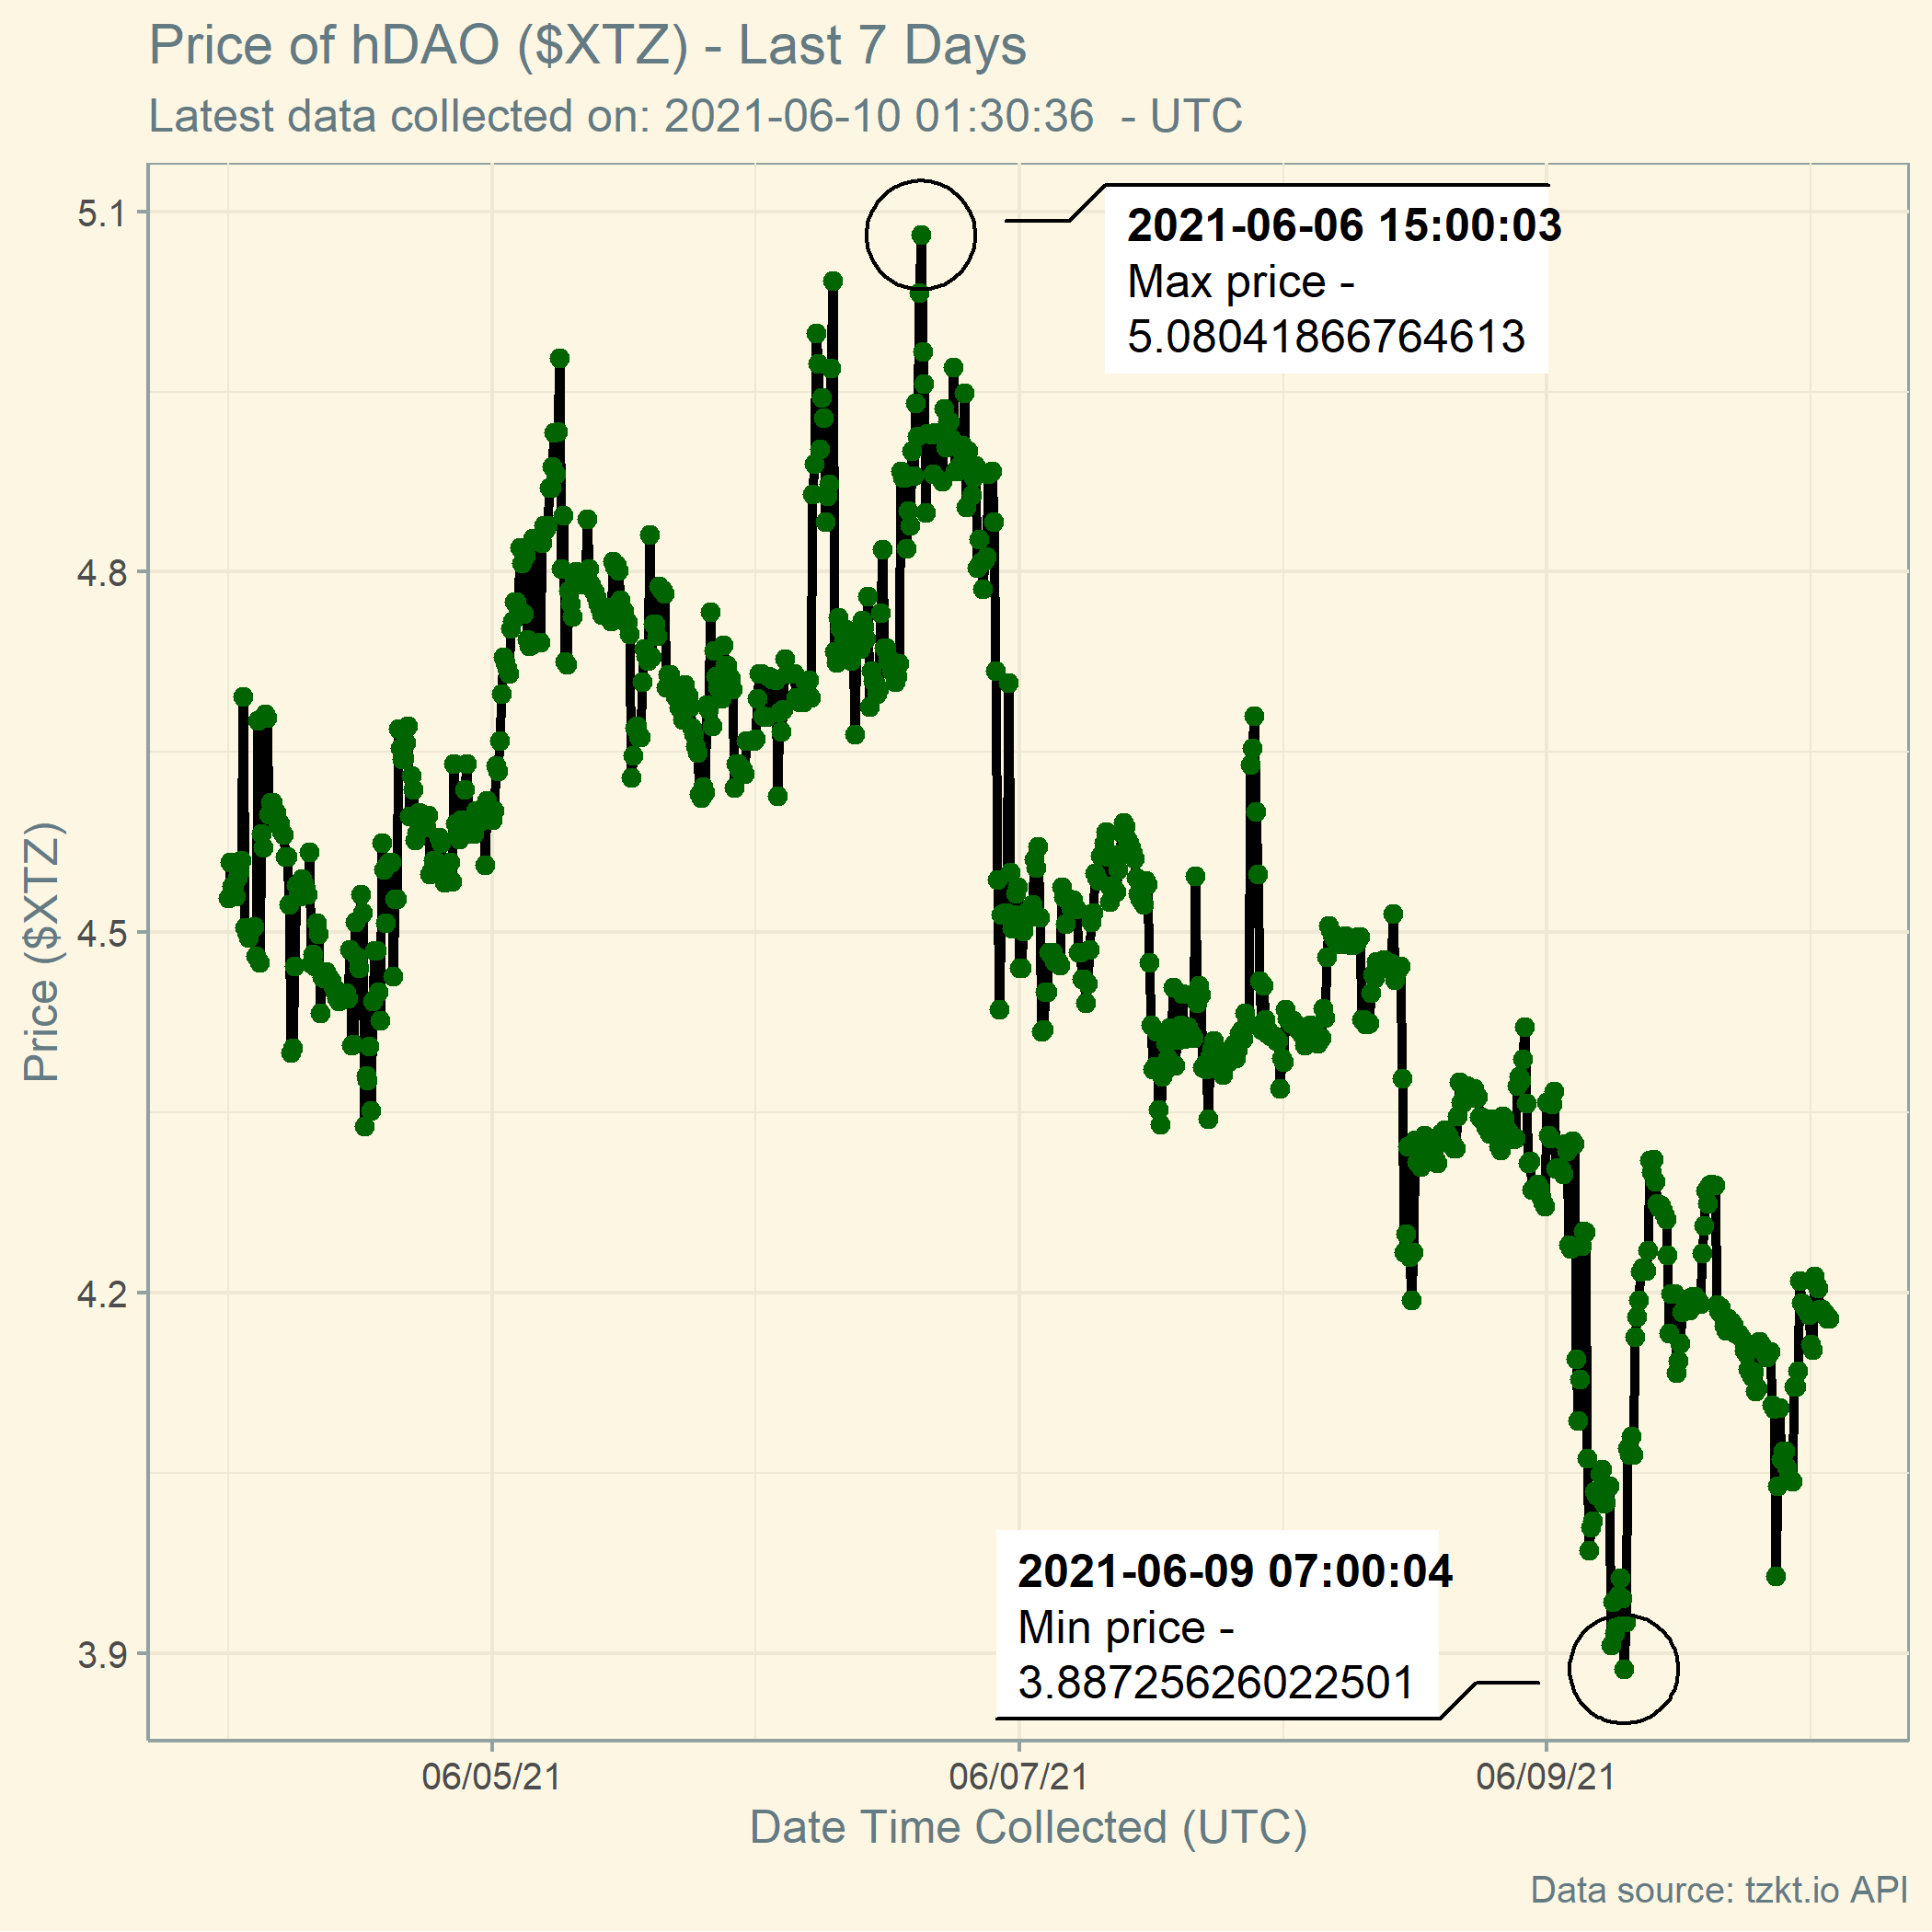 Price of hDAO ($XTZ) - Last 7 Days
Latest data collected on: 2021-06-10 01:30:36  - UTC
5.1
4.8
4.5
4.2
3.9
Price ($XTZ)
2021-06-06 15:00:03
Max price -
5.08041866764613
2021-06-09 07:00:04
Min price -
3.88725626022501
06/05/21
06/07/21
06/09/21
Date Time Collected (UTC)
Data source: tzkt.io API